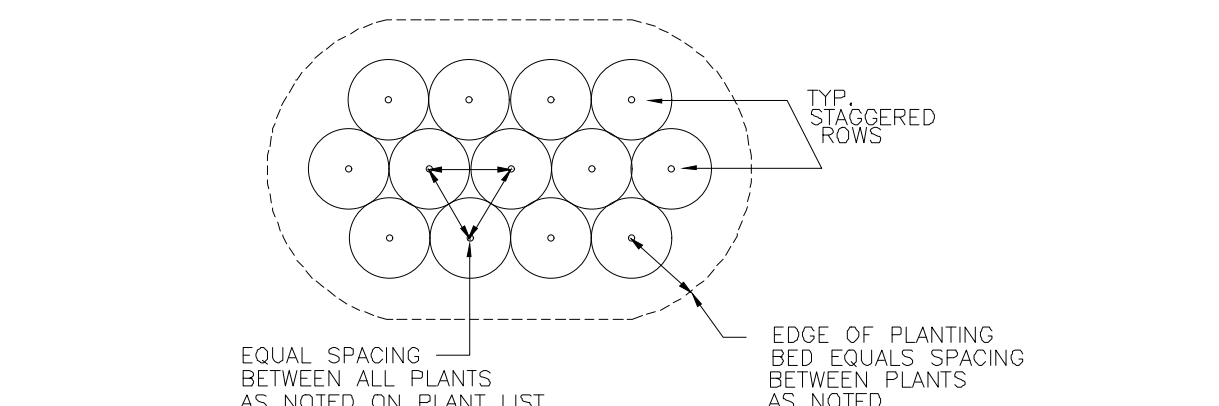 TYP.
STAGGERED
ROWS
EQUAL SPACING
BETWEEN ALL PLANTS
AS NOTED ON PLANT LIST
EDGE OF PLANTING
BED EQUALS SPACING
BETWEEN PLANTS
AS NOTED